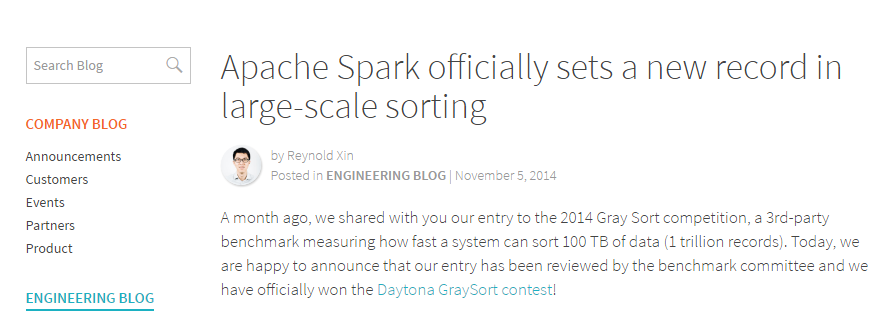 Search Blog
COMPANY BLOG
Announcements
Customers
Events
Partners
Product
ENGINEERING BLOG
Apache Spark officially sets a new record in
large-scale sorting
by Reynold Xin
Posted in ENGINEERING BLOG | November 5, 2014
A month ago, we shared with you our entry to the 2014 Gray Sort competition, a 3rd-party
benchmark measuring how fast a system can sort 100 TB of data (1 trillion records). Today, we
are happy to announce that our entry has been reviewed by the benchmark committee and we
have officially won the Daytona GraySort contest!